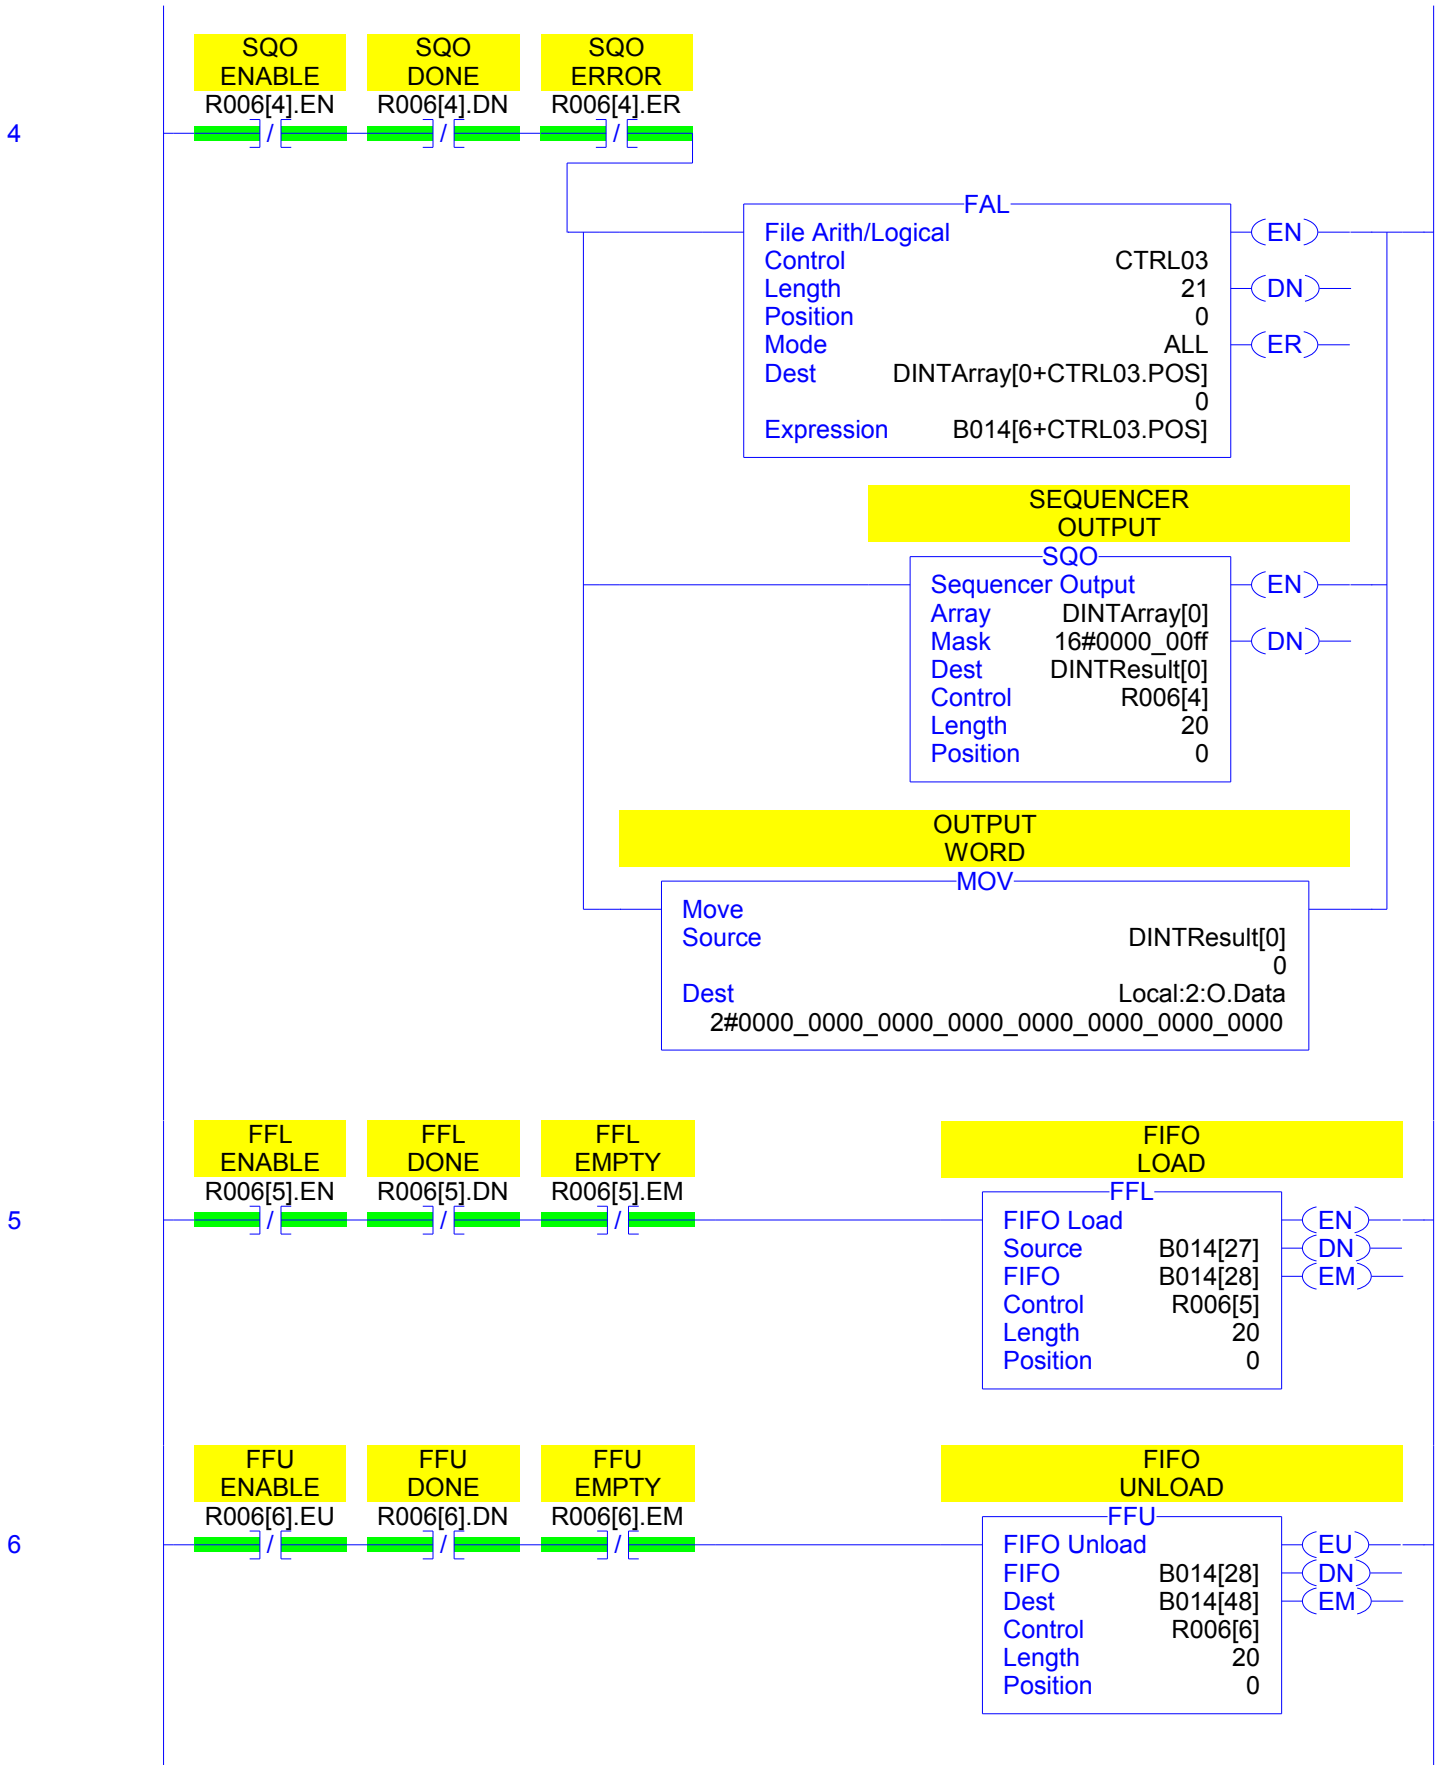 SQO
ENABLE
R006[4].EN
SQO
DONE
R006[4].DN
SQO
ERROR
R006[4].ER
4
/
/
/
FAL
File Arith/Logical
Control CTRL03
Length 21
Position 0
Mode ALL
Dest DINTArray[0+CTRL03.POS]
0
Expression B014[6+CTRL03.POS]
EN
DN
ER
SEQUENCER
OUTPUT
SQO
Sequencer Output
Array DINTArray[0]
Mask 16#0000_00ff
Dest DINTResult[0]
Control R006[4]
Length 20
Position 0
EN
DN
OUTPUT
WORD
MOV
Move
Source DINTResult[0]
0
Dest Local:2:O.Data
2#0000_0000_0000_0000_0000_0000_0000_0000
FFL
ENABLE
R006[5].EN
FFL
DONE
R006[5].DN
FFL
EMPTY
R006[5].EM
5
/
/
/
FIFO
LOAD
FFL
FIFO Load
Source B014[27]
FIFO B014[28]
Control R006[5]
Length 20
Position 0
EN
DN
EM
FFU
ENABLE
R006[6].EU
FFU
DONE
R006[6].DN
FFU
EMPTY
R006[6].EM
6
/
/
/
FIFO
UNLOAD
FFU
FIFO Unload
FIFO B014[28]
Dest B014[48]
Control R006[6]
Length 20
Position 0
EU
DN
EM